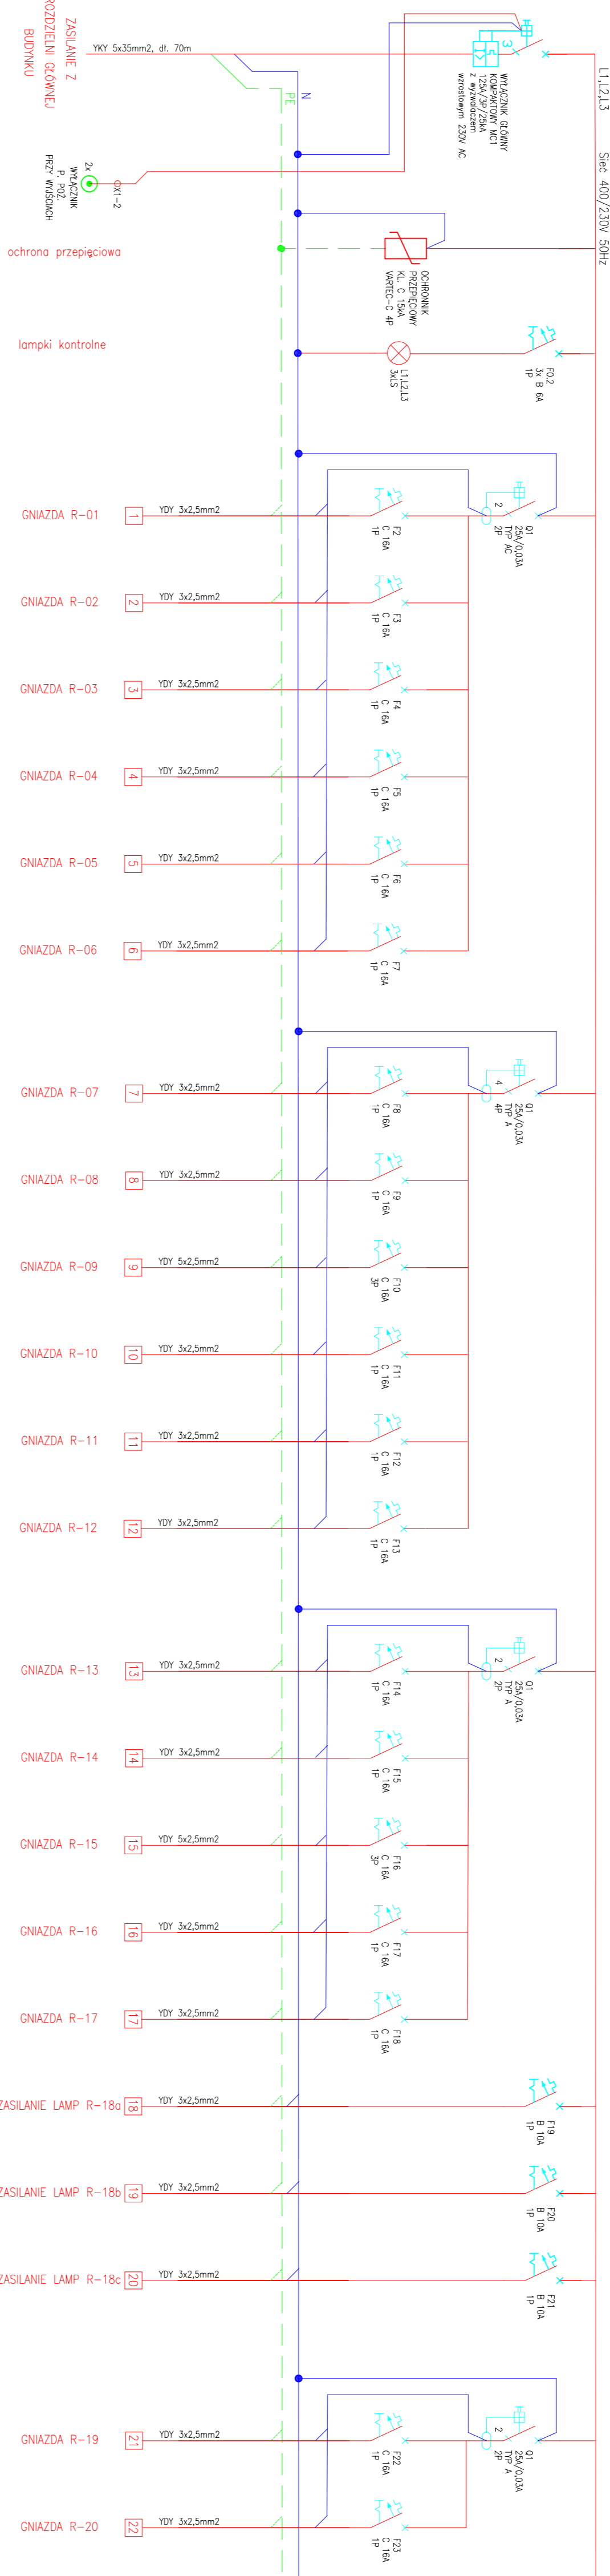 L1,L2,L3
Sieć 400/230V 50Hz
ZASILANIE Z
ROZDZIELNI GŁÓWNEJ
BUDYNKU
YKY 5x35mm2, dł. 70m
N
PE
3
WYŁĄCZNIK GŁÓWNY
KOMPAKTOWY MC1
125A/3P/25kA
z wyzwalaczem
wzrostowym 230V AC
2x
X1-2
WYŁĄCZNIK
P. POŻ.
PRZY WYJŚCIACH
ochrona przepięciowa
OCHRONNIK
PRZEPIĘCIOWY
KL. C 15kA
VARTEC-C 4P
lampki kontrolne
L1,L2,L3
3xLS
F0.2
3x B 6A
1P
Q1
25A/0,03A
TYP AC
2P
2
GNIAZDA R-01
1
YDY 3x2,5mm2
F2
C 16A
1P
GNIAZDA R-02
2
YDY 3x2,5mm2
F3
C 16A
1P
GNIAZDA R-03
3
YDY 3x2,5mm2
F4
C 16A
1P
GNIAZDA R-04
4
YDY 3x2,5mm2
F5
C 16A
1P
GNIAZDA R-05
5
YDY 3x2,5mm2
F6
C 16A
1P
GNIAZDA R-06
6
YDY 3x2,5mm2
F7
C 16A
1P
Q1
25A/0,03A
TYP A
4P
4
GNIAZDA R-07
7
YDY 3x2,5mm2
F8
C 16A
1P
GNIAZDA R-08
8
YDY 3x2,5mm2
F9
C 16A
1P
GNIAZDA R-09
9
YDY 5x2,5mm2
F10
C 16A
3P
GNIAZDA R-10
10
YDY 3x2,5mm2
F11
C 16A
1P
GNIAZDA R-11
11
YDY 3x2,5mm2
F12
C 16A
1P
GNIAZDA R-12
12
YDY 3x2,5mm2
F13
C 16A
1P
Q1
25A/0,03A
TYP A
2P
2
GNIAZDA R-13
13
YDY 3x2,5mm2
F14
C 16A
1P
GNIAZDA R-14
14
YDY 3x2,5mm2
F15
C 16A
1P
GNIAZDA R-15
15
YDY 5x2,5mm2
F16
C 16A
3P
GNIAZDA R-16
16
YDY 3x2,5mm2
F17
C 16A
1P
GNIAZDA R-17
17
YDY 3x2,5mm2
F18
C 16A
1P
ZASILANIE LAMP R-18a
18
YDY 3x2,5mm2
F19
B 10A
1P
ZASILANIE LAMP R-18b
19
YDY 3x2,5mm2
F20
B 10A
1P
ZASILANIE LAMP R-18c
20
YDY 3x2,5mm2
F21
B 10A
1P
Q1
25A/0,03A
TYP A
2P
2
GNIAZDA R-19
21
YDY 3x2,5mm2
F22
C 16A
1P
GNIAZDA R-20
22
YDY 3x2,5mm2
F23
C 16A
1P